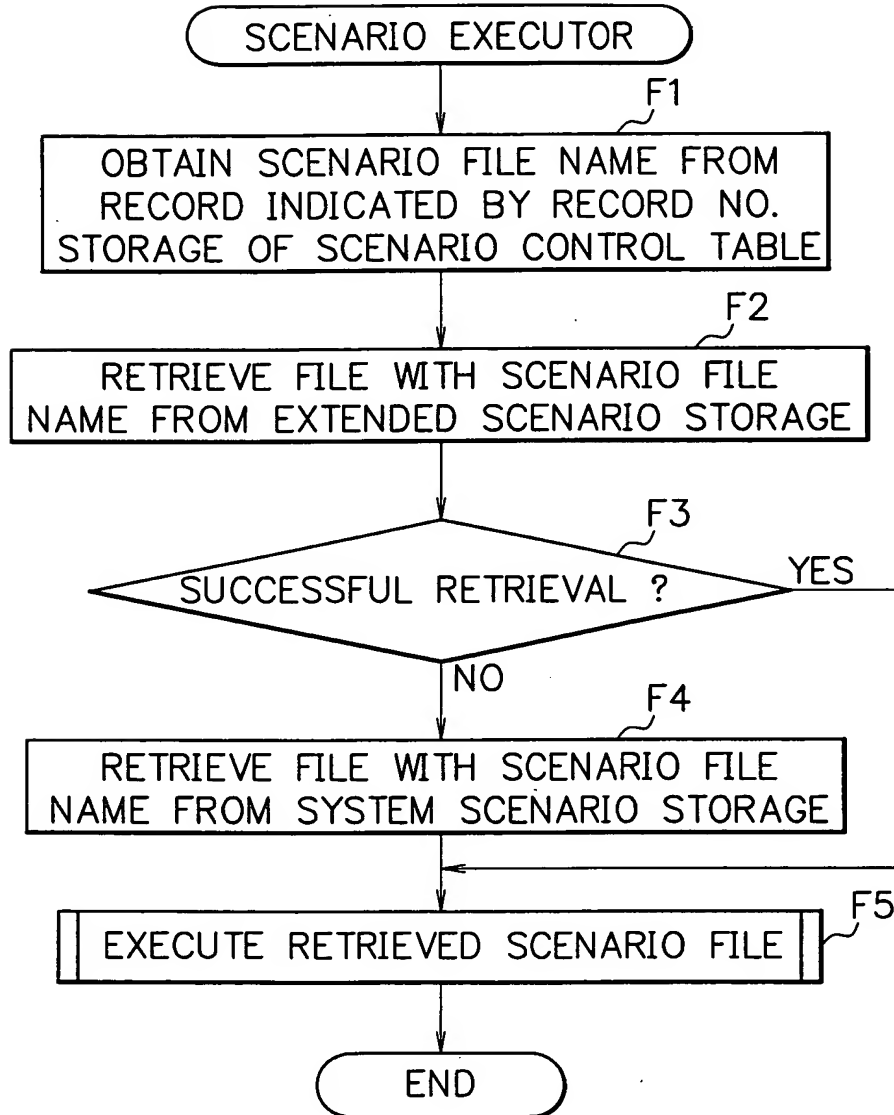 SCENARIO EXECUTOR
F1
OBTAIN SCENARIO FILE NAME FROM
RECORD INDICATED BY RECORD NO.
STORAGE OF SCENARIO CONTROL TABLE
F2
RETRIEVE FILE WITH SCENARIO FILE
NAME FROM EXTENDED SCENARIO STORAGE
F3
SUCCESSFUL RETRIEVAL ?
YES
NO
F4
RETRIEVE FILE WITH SCENARIO FILE
NAME FROM SYSTEM SCENARIO STORAGE
F5
EXECUTE RETRIEVED SCENARIO FILE
END